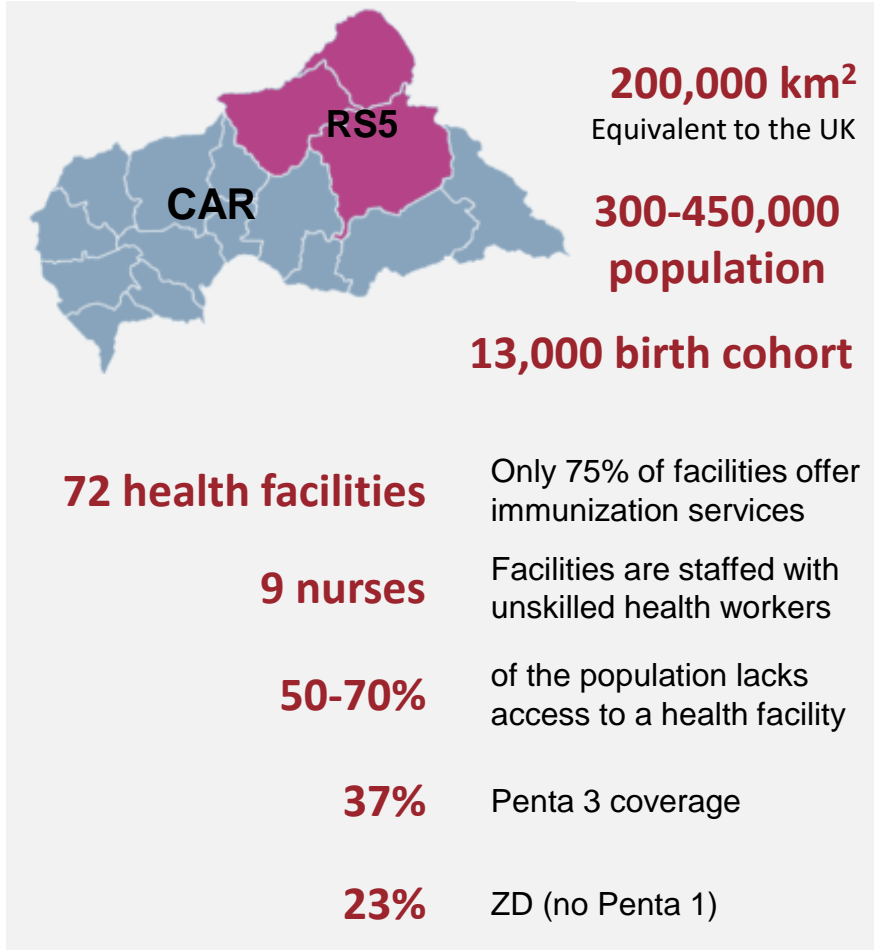 RS5
CAR
200,000 km²
Equivalent to the UK
300-450,000
population
13,000 birth cohort
72 health facilities
Only 75% of facilities offer
immunization services
9 nurses
Facilities are staffed with
unskilled health workers
50-70%
of the population lacks
access to a health facility
37%
Penta 3 coverage
23%
ZD (no Penta 1)